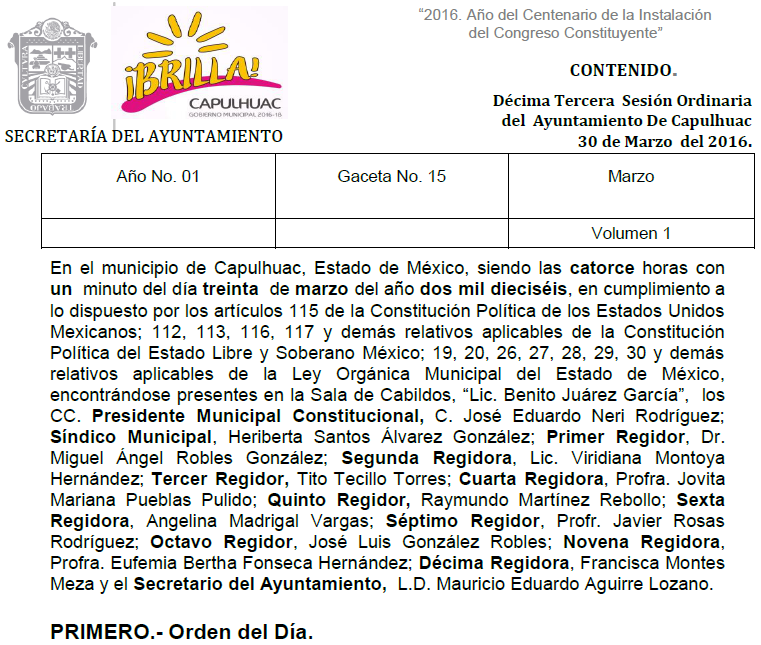 “2016. Año del Centenario de la Instalación
del Congreso Constituyente”
CULTURA
LIBERTAD
TRABAJO
¡BRILLA!
CAPULHUAC
GOBIERNO MUNICIPAL 2016-18
CONTENIDO.
Décima Tercera Sesión Ordinaria
del Ayuntamiento De Capulhuac
30 de Marzo del 2016.
SECRETARÍA DEL AYUNTAMIENTO
Año No. 01 Gaceta No. 15 Marzo
Volumen 1
En el municipio de Capulhuac, Estado de México, siendo las catorce horas con
un minuto del día treinta de marzo del año dos mil dieciséis, en cumplimiento a
lo dispuesto por los artículos 115 de la Constitución Política de los Estados Unidos
Mexicanos; 112, 113, 116, 117 y demás relativos aplicables de la Constitución
Política del Estado Libre y Soberano México; 19, 20, 26, 27, 28, 29, 30 y demás
relativos aplicables de la Ley Orgánica Municipal del Estado de México,
encontrándose presentes en la Sala de Cabildos, “Lic. Benito Juárez García”, los
CC. Presidente Municipal Constitucional, C. José Eduardo Neri Rodríguez;
Síndico Municipal, Heriberta Santos Álvarez González; Primer Regidor, Dr.
Miguel Ángel Robles González; Segunda Regidora, Lic. Viridiana Montoya
Hernández; Tercer Regidor, Tito Tecillo Torres; Cuarta Regidora, Profra. Jovita
Mariana Pueblas Pulido; Quinto Regidor, Raymundo Martínez Rebollo; Sexta
Regidora, Angelina Madrigal Vargas; Séptimo Regidor, Profr. Javier Rosas
Rodríguez; Octavo Regidor, José Luis González Robles; Novena Regidora,
Profa. Eufemia Bertha Fonseca Hernández; Décima Regidora, Francisca Montes
Meza y el Secretario del Ayuntamiento, L.D. Mauricio Eduardo Aguirre Lozano.
PRIMERO.- Orden del Día.